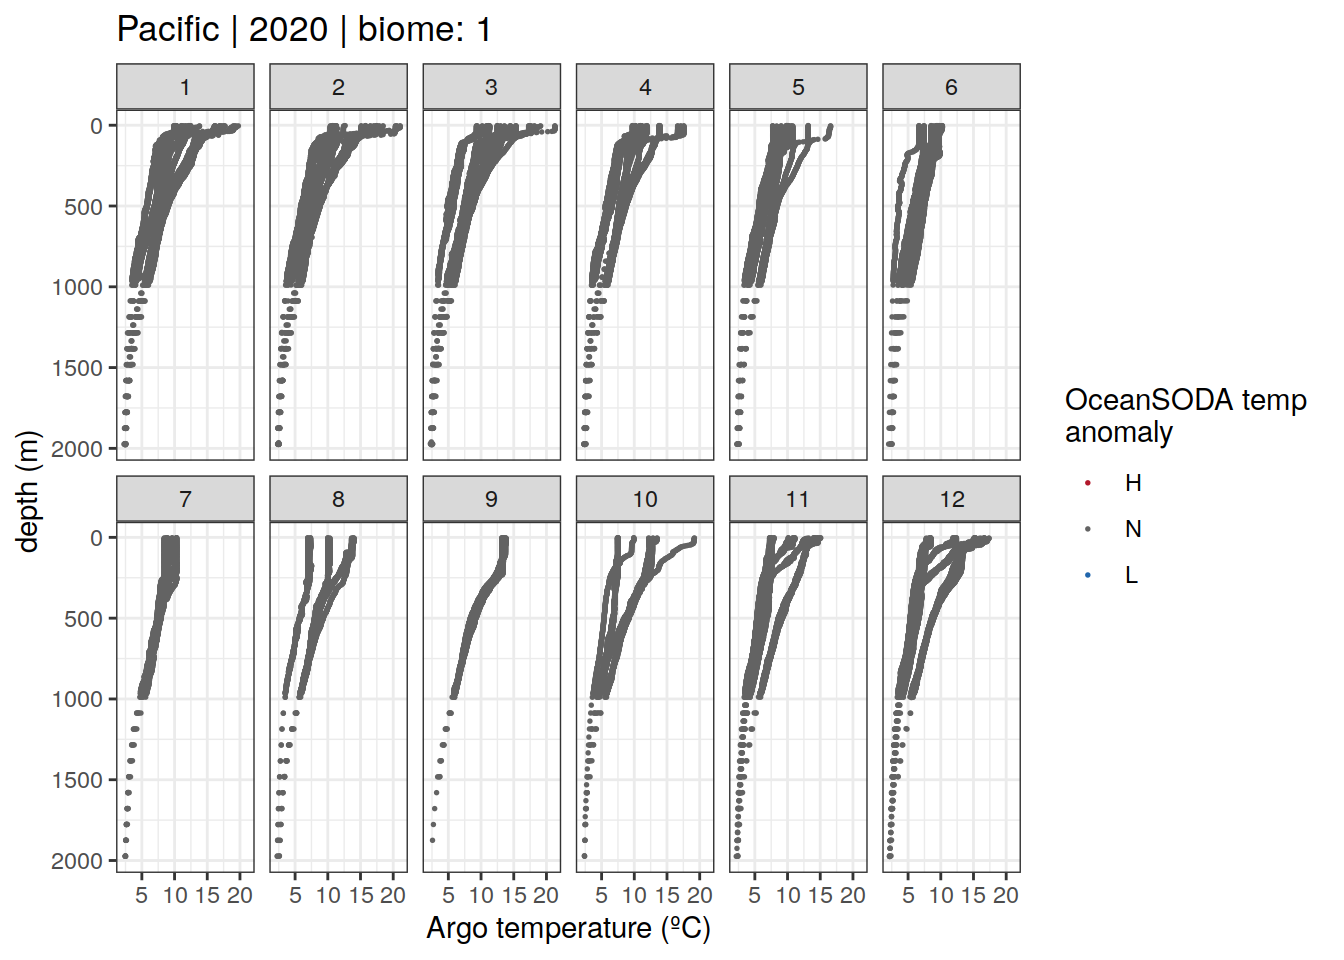 Pacific | 2020 | biome: 1
1 2 3 4 5 6
0
500
1000
1500
2000
7 8 9 10 11 12
0
500
1000
1500
2000
5 10 15 20 5 10 15 20 5 10 15 20 5 10 15 20 5 10 15 20 5 10 15 20
Argo temperature (ºC)
depth (m)
OceanSODA temp
anomaly
H
N
L